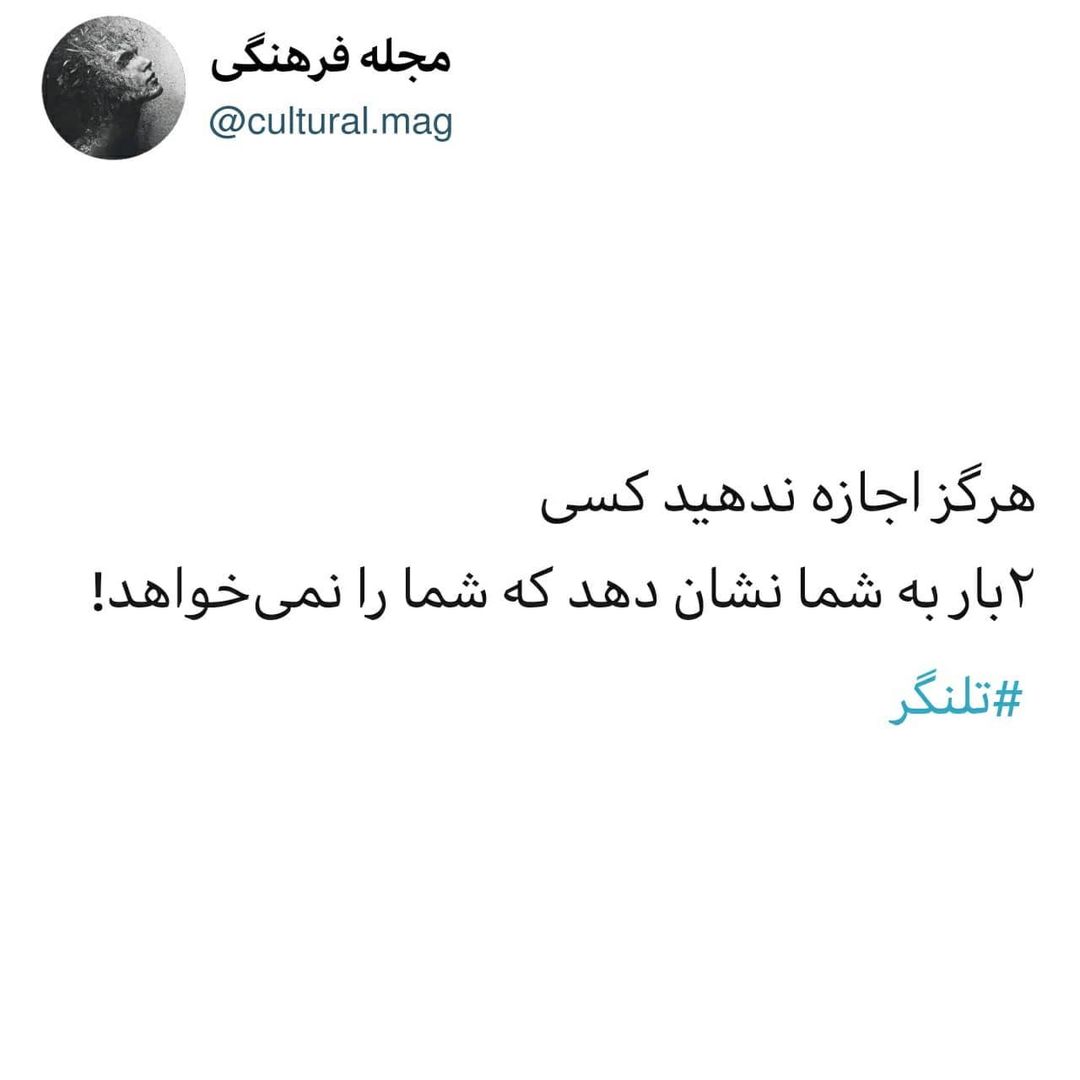 مجله فرهنگی
@cultural.mag
هرگز اجازه ندهید کسی
۲بار به شما نشان دهد که شما را نمی‌خواهد!
#تلنگر